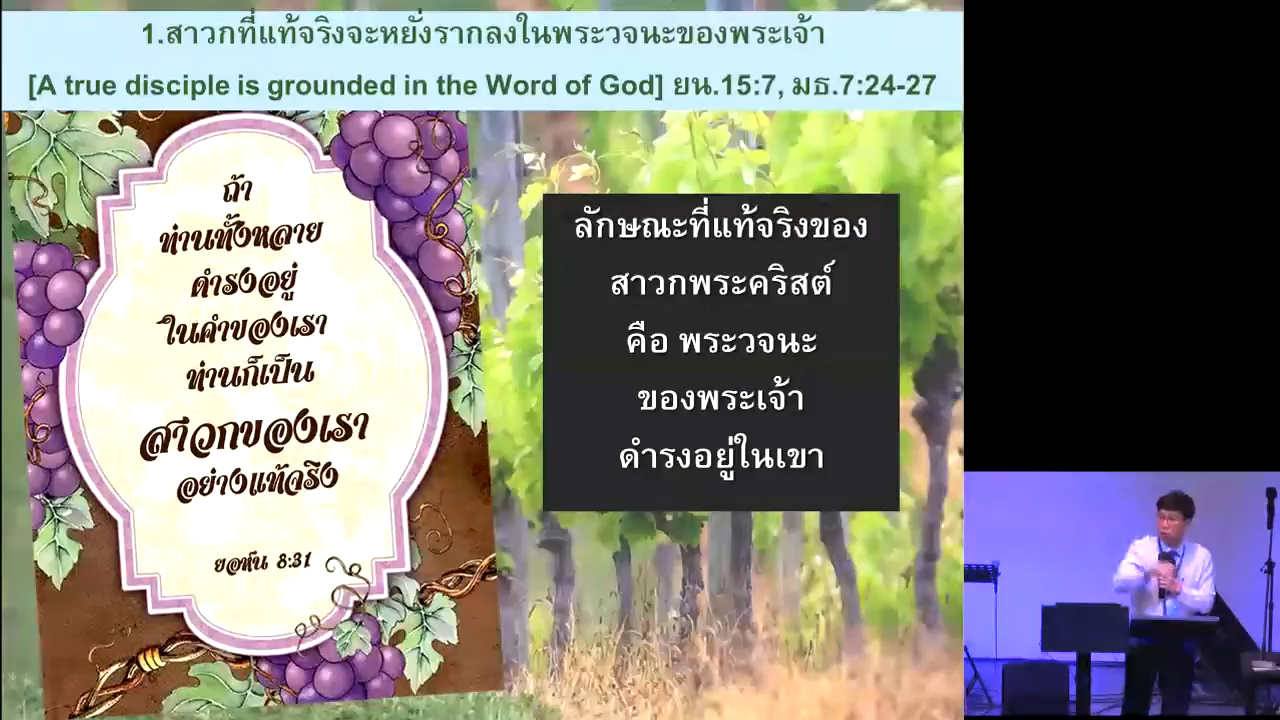 1.สาวกที่แท้จริงจะหยั่งรากลงในพระวจนะของพระเจ้า
[A true disciple is grounded in the Word of God] ยน.15:7, มธ.7:24-27
ถ้า
ท่านทั้งหลาย
ดำรงอยู่
ในคำของเรา
ท่านก็เป็น
สาวกของเรา
อย่างแท้จริง
ยอห์น 8:31
ลักษณะที่แท้จริงของ
สาวกพระคริสต์
คือ พระวจนะ
ของพระเจ้า
ดำรงอยู่ในเขา